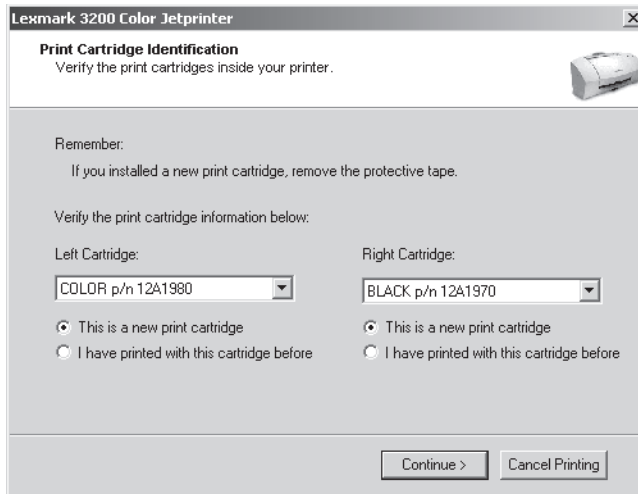 Lexmark 3200 Color Jetprinter
Print Cartridge Identification
Verify the print cartridges inside your printer.
Remember:
If you installed a new print cartridge, remove the protective tape.
Verify the print cartridge information below:
Left Cartridge:
COLOR p/n 12A1980
This is a new print cartridge
I have printed with this cartridge before
Right Cartridge:
BLACK p/n 12A1970
This is a new print cartridge
I have printed with this cartridge before
Continue >
Cancel Printing